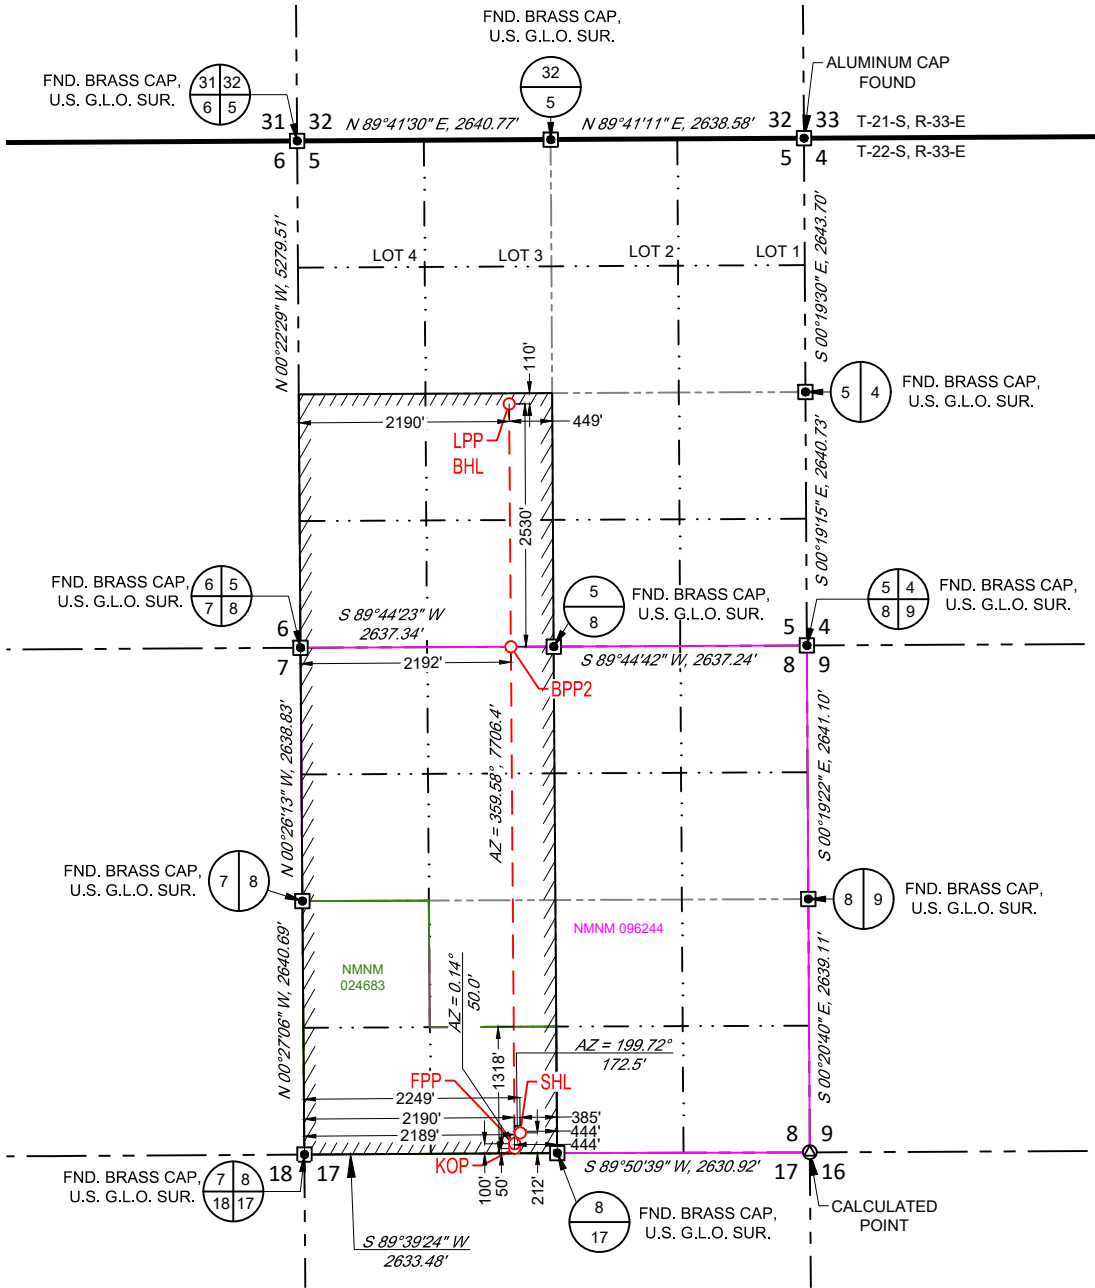 FND. BRASS CAP,
U.S. G.L.O. SUR.
32
5
FND. BRASS CAP,
U.S. G.L.O. SUR.
31 32
6 5
ALUMINUM CAP
FOUND
31 32
N 89°41'30" E, 2640.77'
N 89°41'11" E, 2638.58'
32 33
T-21-S, R-33-E
6 5
5 4
T-22-S, R-33-E
N 00°22'29" W, 5279.51'
S 00°19'30" E, 2643.70'
LOT 4
LOT 3
LOT 2
LOT 1
110'
5 4
FND. BRASS CAP,
U.S. G.L.O. SUR.
2190'
449'
LPP
BHL
2530'
S 00°19'15" E, 2640.73'
FND. BRASS CAP,
U.S. G.L.O. SUR.
6 5
7 8
5
8
FND. BRASS CAP,
U.S. G.L.O. SUR.
5 4
8 9
FND. BRASS CAP,
U.S. G.L.O. SUR.
S 89°44'23" W
2637.34'
6
7
5 4
8 9
2192'
S 89°44'42" W, 2637.24'
BPP2
N 00°26'13" W, 2638.83'
AZ = 359.58°, 7706.4'
S 00°19'22" E, 2641.10'
FND. BRASS CAP,
U.S. G.L.O. SUR.
7 8
8 9
FND. BRASS CAP,
U.S. G.L.O. SUR.
NMNM 096244
NMNM
024683
N 00°27'06" W, 2640.69'
AZ = 0.14°
50.0'
S 00°20'40" E, 2639.11'
AZ = 199.72°
172.5'
1318'
FPP
SHL
2249'
2190'
2189'
385'
444'
444'
KOP
100'
50'
212'
8 9
17 16
S 89°50'39" W, 2630.92'
FND. BRASS CAP,
U.S. G.L.O. SUR.
7 8
18 17
18 17
8
17
FND. BRASS CAP,
U.S. G.L.O. SUR.
CALCULATED
POINT
S 89°39'24" W
2633.48'